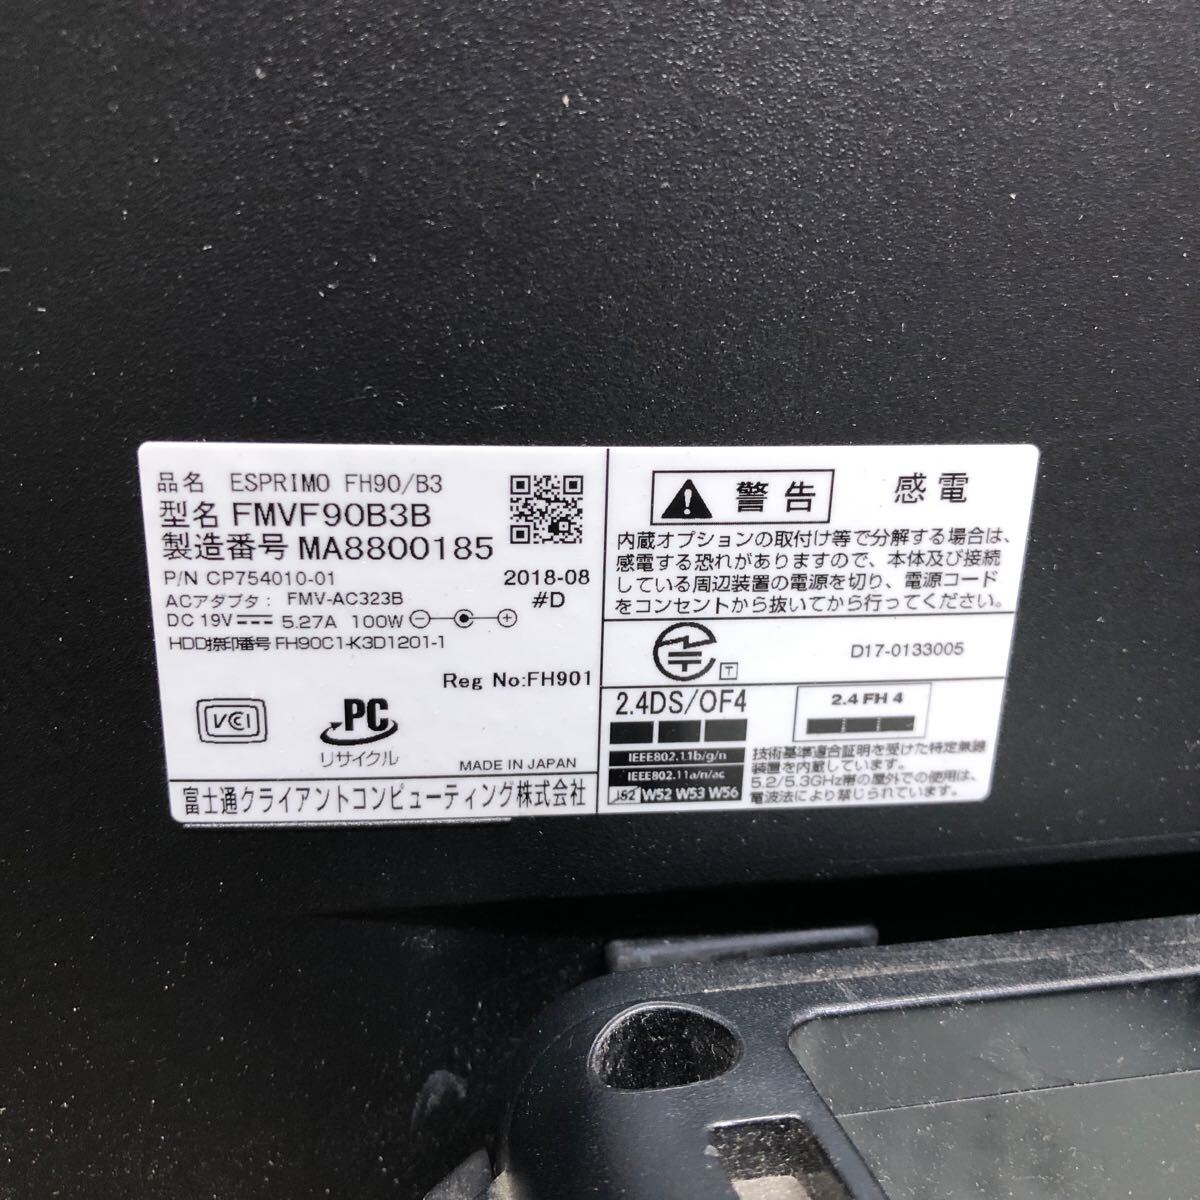 品名 ESPRIMO FH90/B3
型名 FMVF90B3B
製造番号 MA8800185
P/N CP754010-01
2018-08
ACアダプタ: FMV-AC323B
#D
DC 19V 5.27A 100W
HDD捺印番号 FH90C1-K3D1201-1
Reg No:FH901
VCI
PC
リサイクル
MADE IN JAPAN
富士通クライアントコンピューティング株式会社
警告 感電
内蔵オプションの取付け等で分解する場合は、
感電する恐れがありますので、本体及び接続
している周辺装置の電源を切り、電源コード
をコンセントから抜いてから行ってください。
T
D17-0133005
2.4DS/OF4
2.4 FH 4
IEEE802.11b/g/n
IEEE802.11a/n/ac
J52 W52 W53 W56
技術基準適合証明を受けた特定無線
装置を内蔵しています。
5.2/5.3GHz帯の屋外での使用は、
電波法により禁じられています。